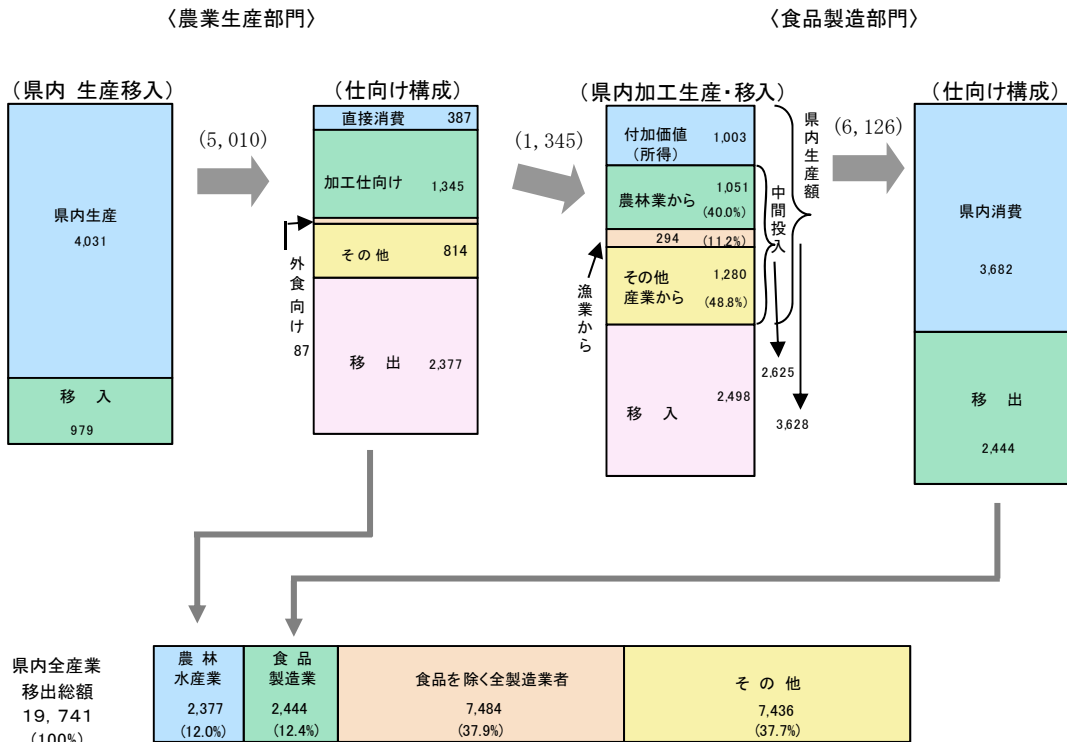 〈農業生産部門〉
〈食品製造部門〉
(県内 生産移入)
(仕向け構成)
(県内加工生産・移入)
(仕向け構成)
県内生産
4,031
移 入
979
(5,010)
直接消費 387
加工仕向け 1,345
外食向け
87
その他 814
移 出 2,377
(1,345)
付加価値
(所得)
1,003
農林業から
1,051
(40.0%)
294 (11.2%)
漁業から
その他
産業から
1,280
(48.8%)
移 入
2,498
中間投入
2,625
県内生産額
3,628
(6,126)
県内消費
3,682
移 出
2,444
県内全産業
移出総額
19,741
(100%)
農 林
水産業
2,377
(12.0%)
食 品
製造業
2,444
(12.4%)
食品を除く全製造業者
7,484
(37.9%)
そ の 他
7,436
(37.7%)